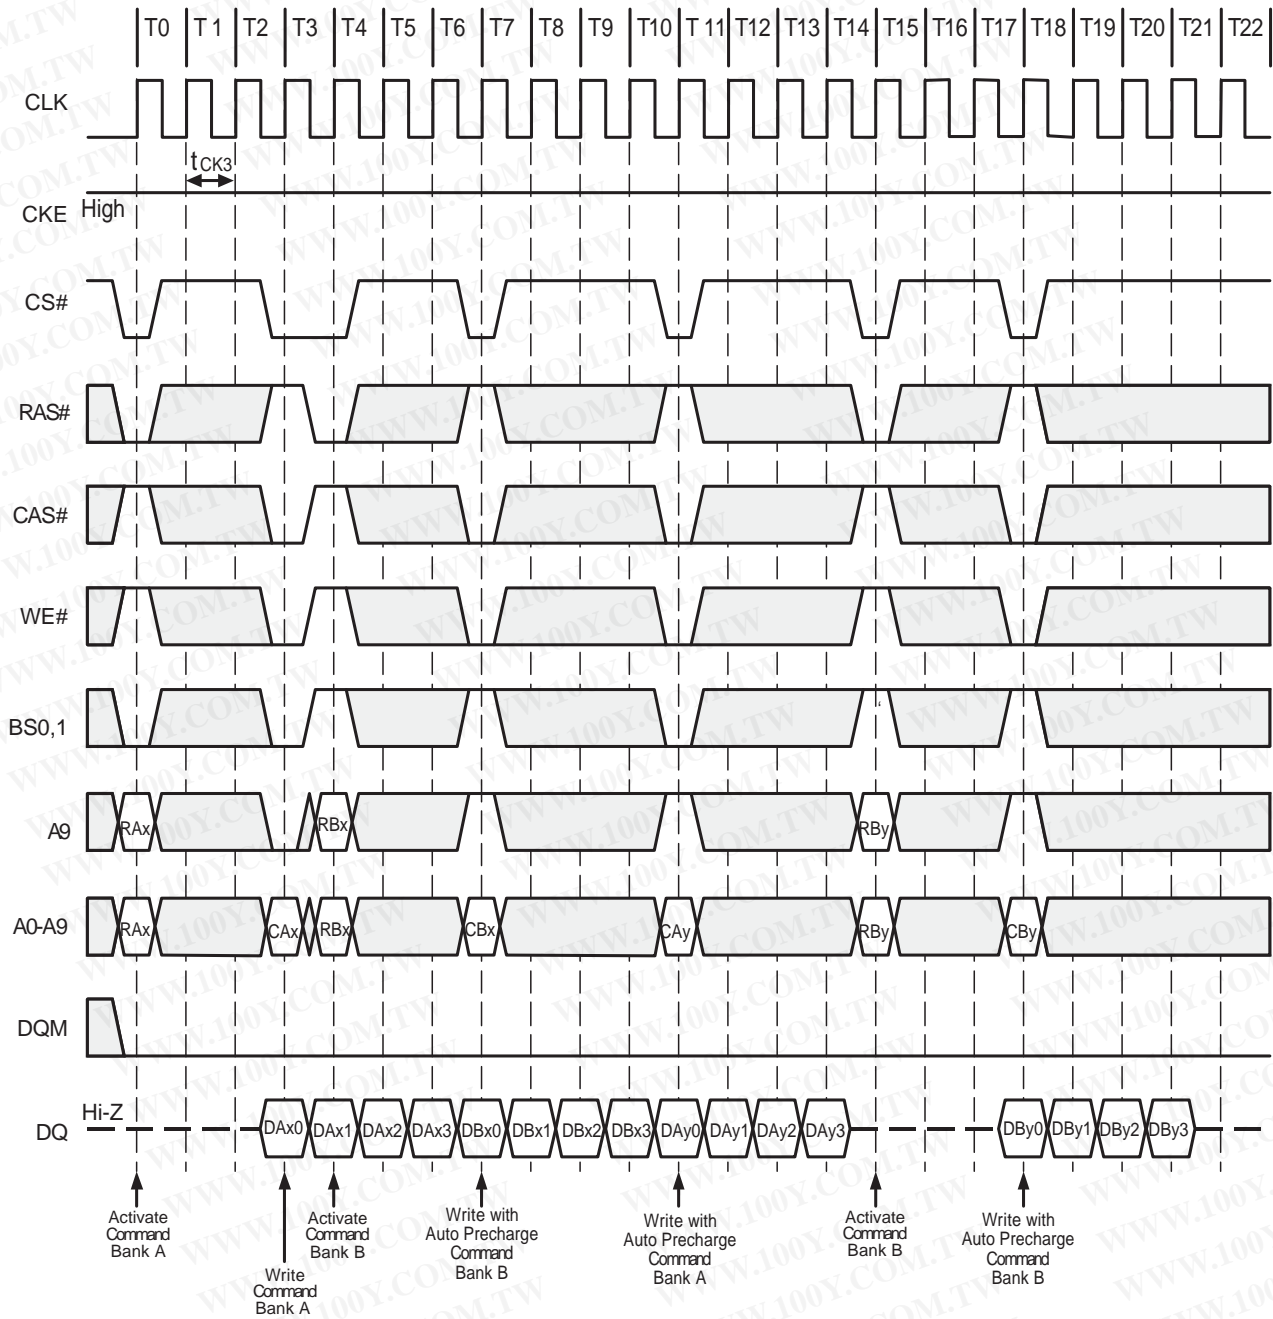 T0 T 1 T2 T3 T4 T5 T6 T7 T8 T9 T10 T 11 T12 T13 T14 T15 T16 T17 T18 T19 T20 T21 T22
CLK
tCK3
CKE High
CS#
RAS#
CAS#
WE#
BS0,1
A9 RAx RBx RBy
A0-A9 RAx CAx RBx CBx CAy RBy CBy
DQM
Hi-Z
DQ DAx0 DAx1 DAx2 DAx3 DBx0 DBx1 DBx2 DBx3 DAy0 DAy1 DAy2 DAy3 DBy0 DBy1 DBy2 DBy3
Activate
Command
Bank A
Write
Command
Bank A
Activate
Command
Bank B
Write with
Auto Precharge
Command
Bank B
Write with
Auto Precharge
Command
Bank A
Activate
Command
Bank B
Write with
Auto Precharge
Command
Bank B
WWW.100Y.COM.TW